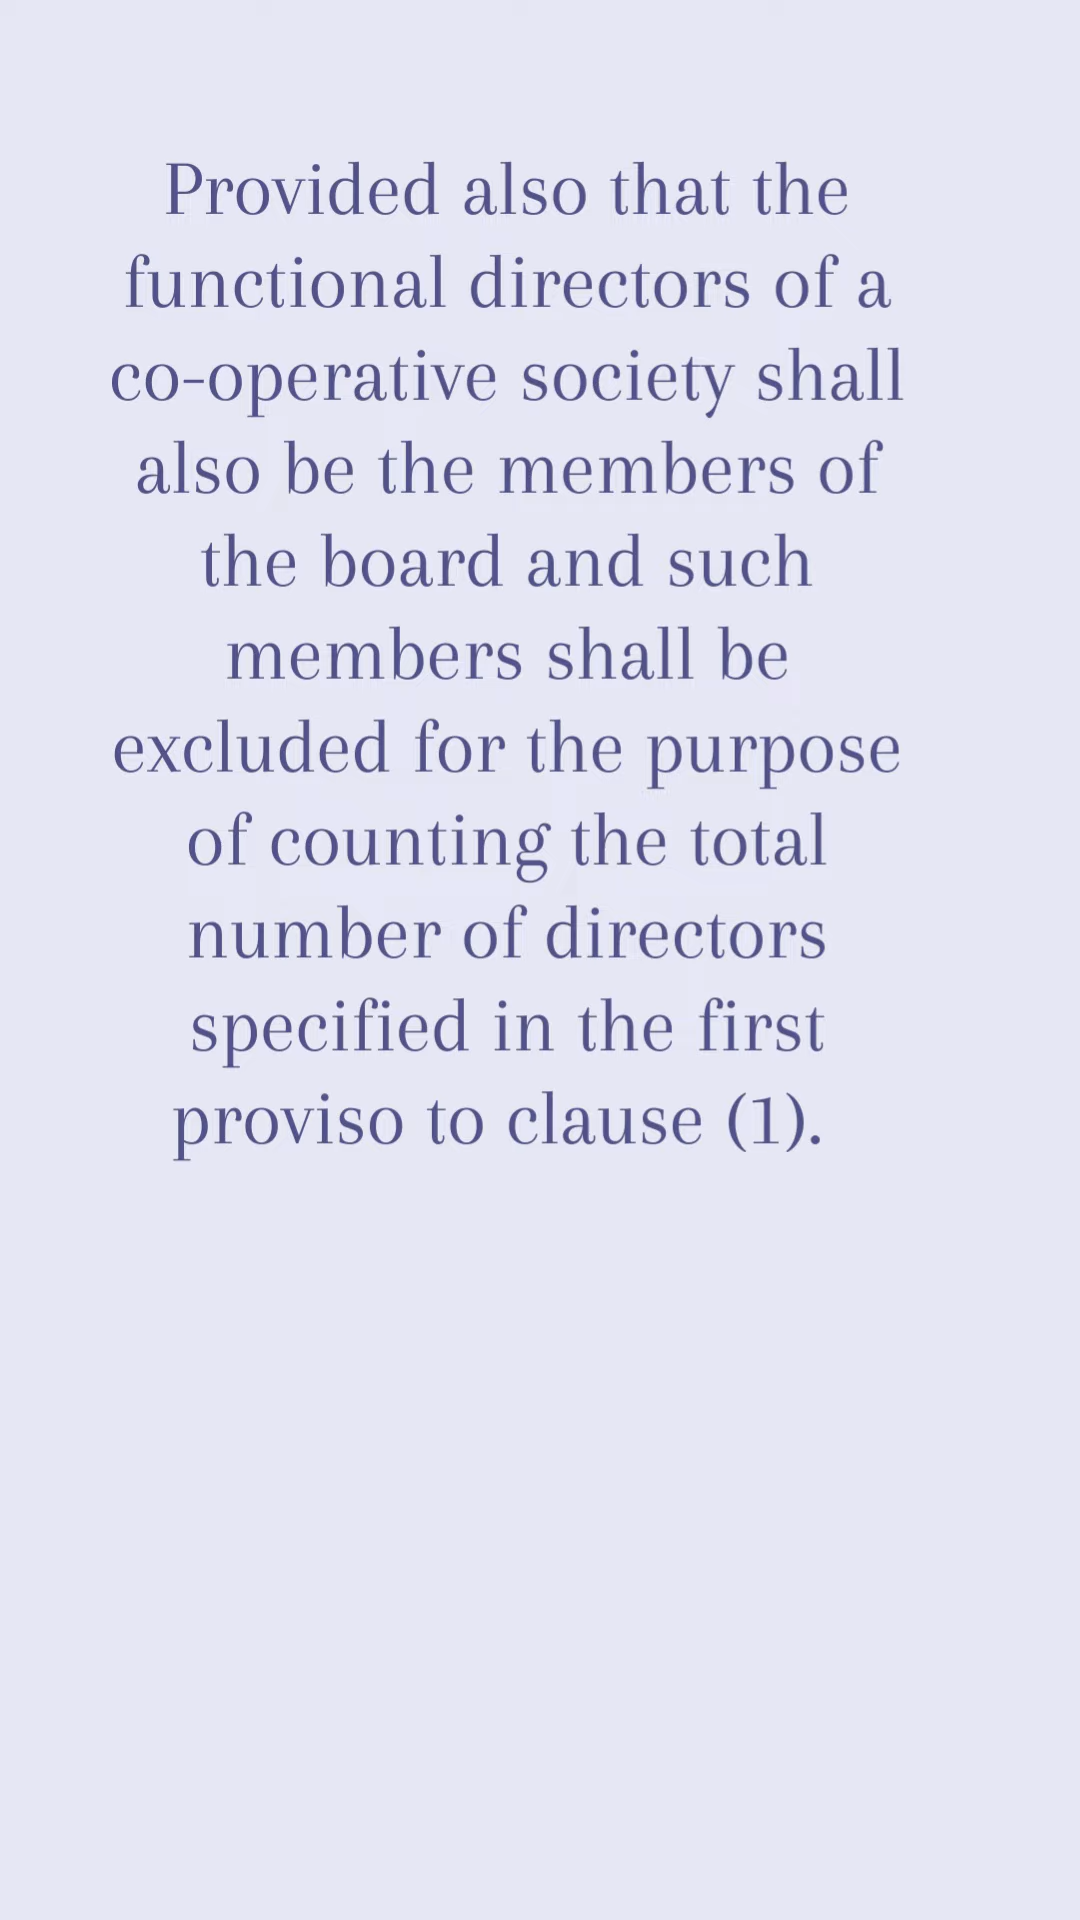 Provided also that the
functional directors of a
co-operative society shall
also be the members of
the board and such
members shall be
excluded for the purpose
of counting the total
number of directors
specified in the first
proviso to clause (1).